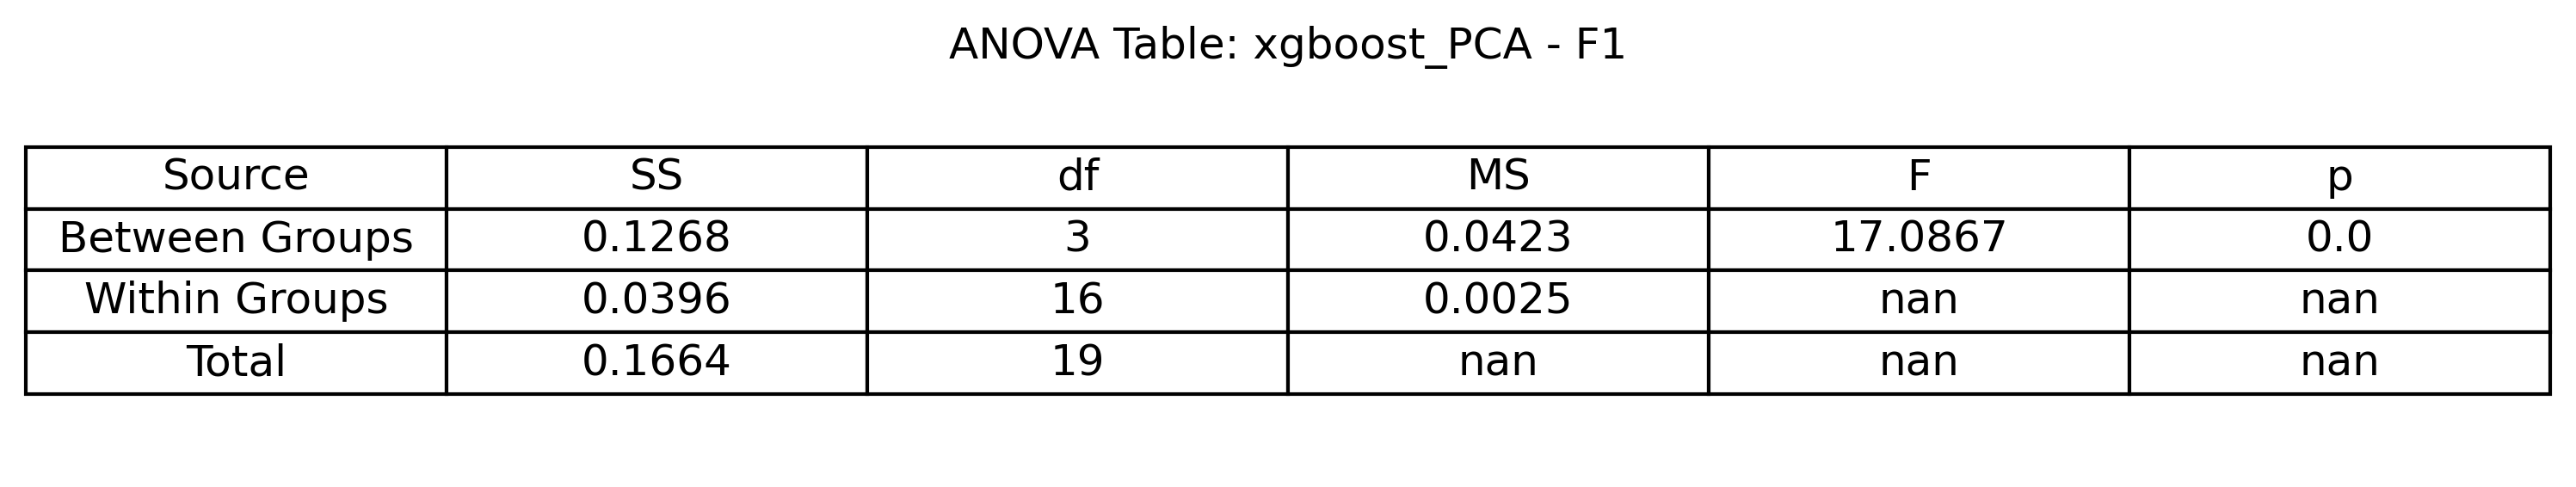 ANOVA Table: xgboost_PCA - F1
Source SS df MS F p
Between Groups 0.1268 3 0.0423 17.0867 0.0
Within Groups 0.0396 16 0.0025 nan nan
Total 0.1664 19 nan nan nan